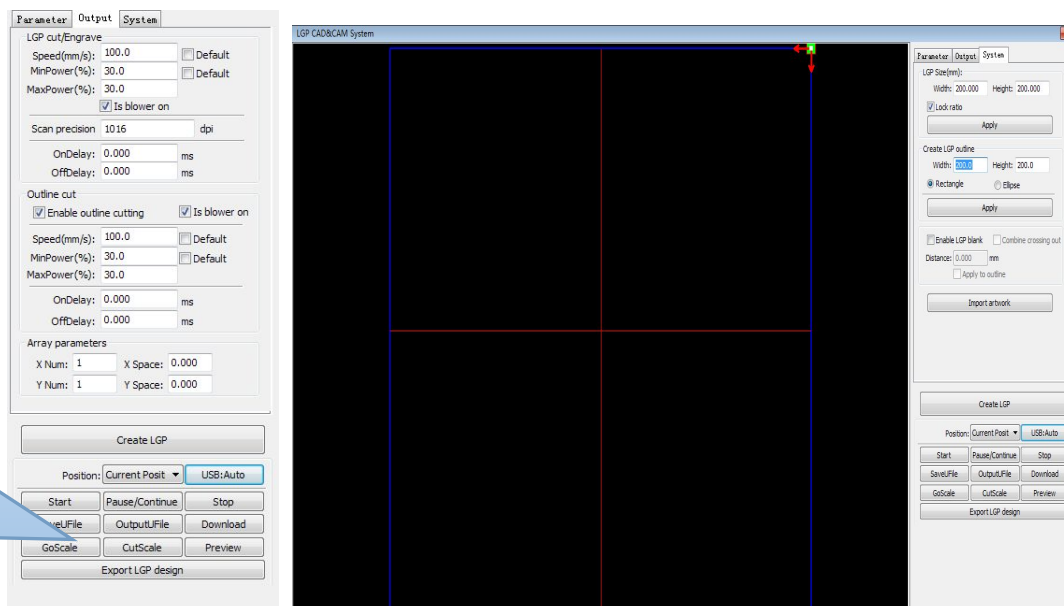 Parameter Output System
LGP cut/Engrave
Speed(mm/s): 100.0 Default
MinPower(%): 30.0 Default
MaxPower(%): 30.0
Is blower on
Scan precision 1016 dpi
OnDelay: 0.000 ms
OffDelay: 0.000 ms
Outline cut
Enable outline cutting Is blower on
Speed(mm/s): 100.0 Default
MinPower(%): 30.0 Default
MaxPower(%): 30.0
OnDelay: 0.000 ms
OffDelay: 0.000 ms
Array parameters
X Num: 1 X Space: 0.000
Y Num: 1 Y Space: 0.000
Create LGP
Position: Current Posit USB:Auto
Start Pause/Continue Stop
veUFile OutputUFile Download
GoScale CutScale Preview
Export LGP design
LGP CAD&CAM System
Parameter Output System
LGP Size(mm):
Width: 200.000 Height: 200.000
Lock ratio
Apply
Create LGP outline
Width: 200.0 Height: 200.0
Rectangle Ellipse
Apply
Enable LGP blank Combine crossing out
Distance: 0.000 mm
Apply to outline
Import artwork
Create LGP
Position: Current Posit USB:Auto
Start Pause/Continue Stop
SaveUFile OutputUFile Download
GoScale CutScale Preview
Export LGP design